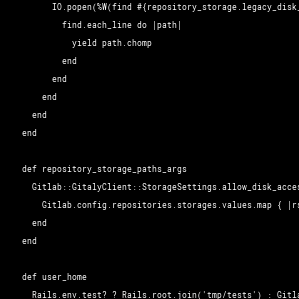 IO.popen(%W(find #{repository_storage.legacy_disk_
find.each_line do |path|
yield path.chomp
end
end
end
end
end
def repository_storage_paths_args
Gitlab::GitalyClient::StorageSettings.allow_disk_acces
Gitlab.config.repositories.storages.values.map { |rs
end
end
def user_home
Rails.env.test? ? Rails.root.join('tmp/tests') : Gitla